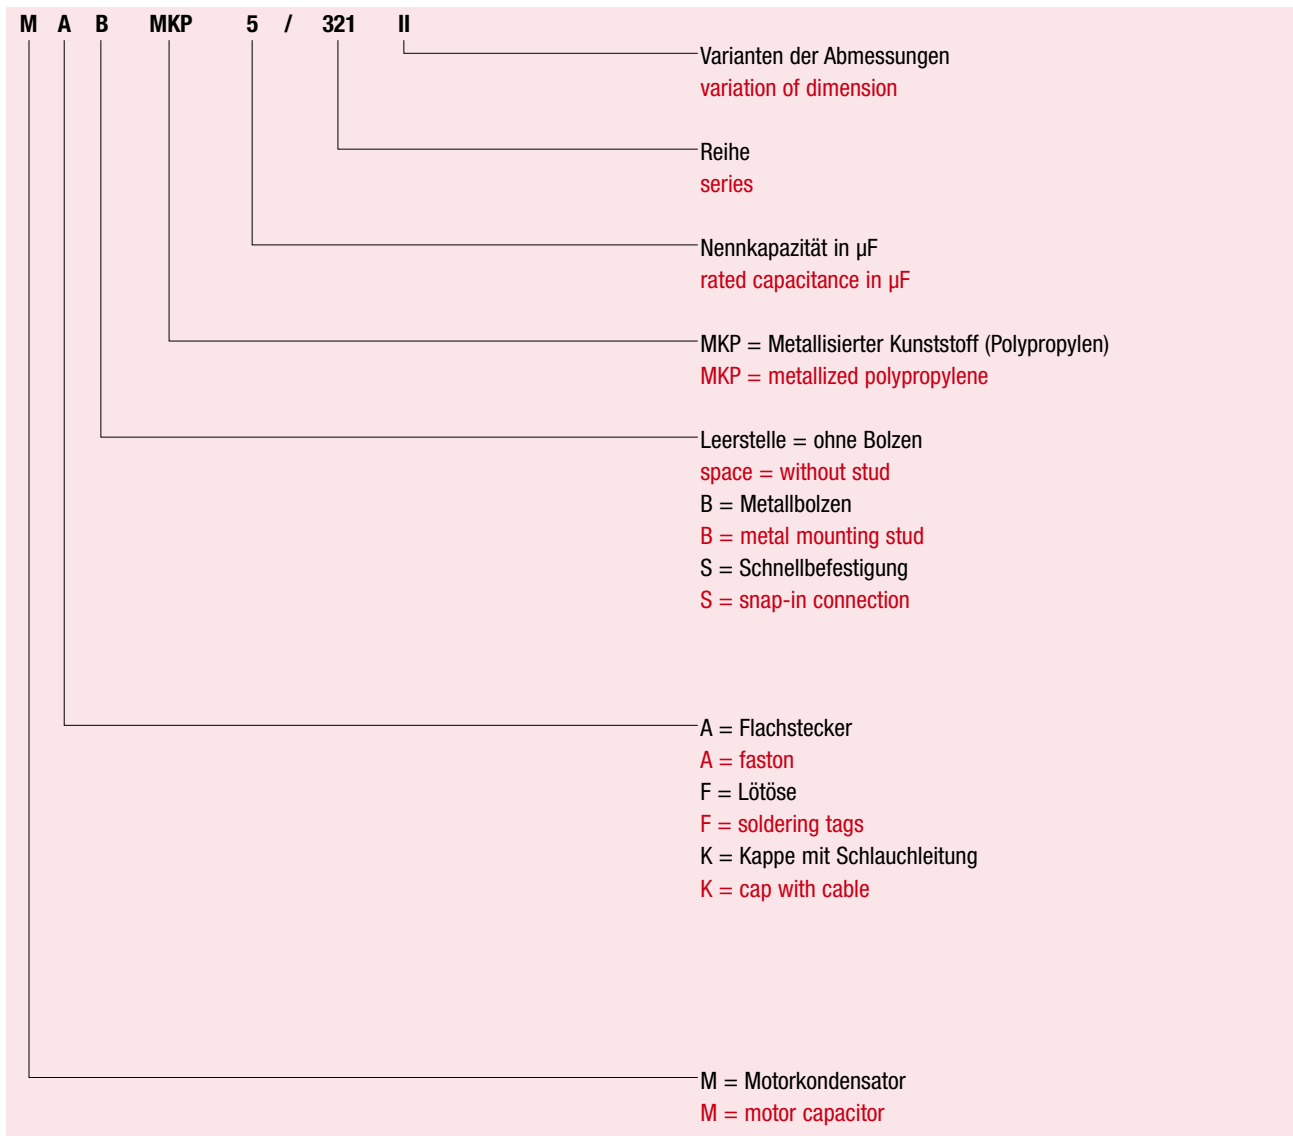 M A B MKP 5 / 321 II
Varianten der Abmessungen
variation of dimension
Reihe
series
Nennkapazität in µF
rated capacitance in µF
MKP = Metallisierter Kunststoff (Polypropylen)
MKP = metallized polypropylene
Leerstelle = ohne Bolzen
space = without stud
B = Metallbolzen
B = metal mounting stud
S = Schnellbefestigung
S = snap-in connection
A = Flachstecker
A = faston
F = Lötöse
F = soldering tags
K = Kappe mit Schlauchleitung
K = cap with cable
M = Motorkondensator
M = motor capacitor